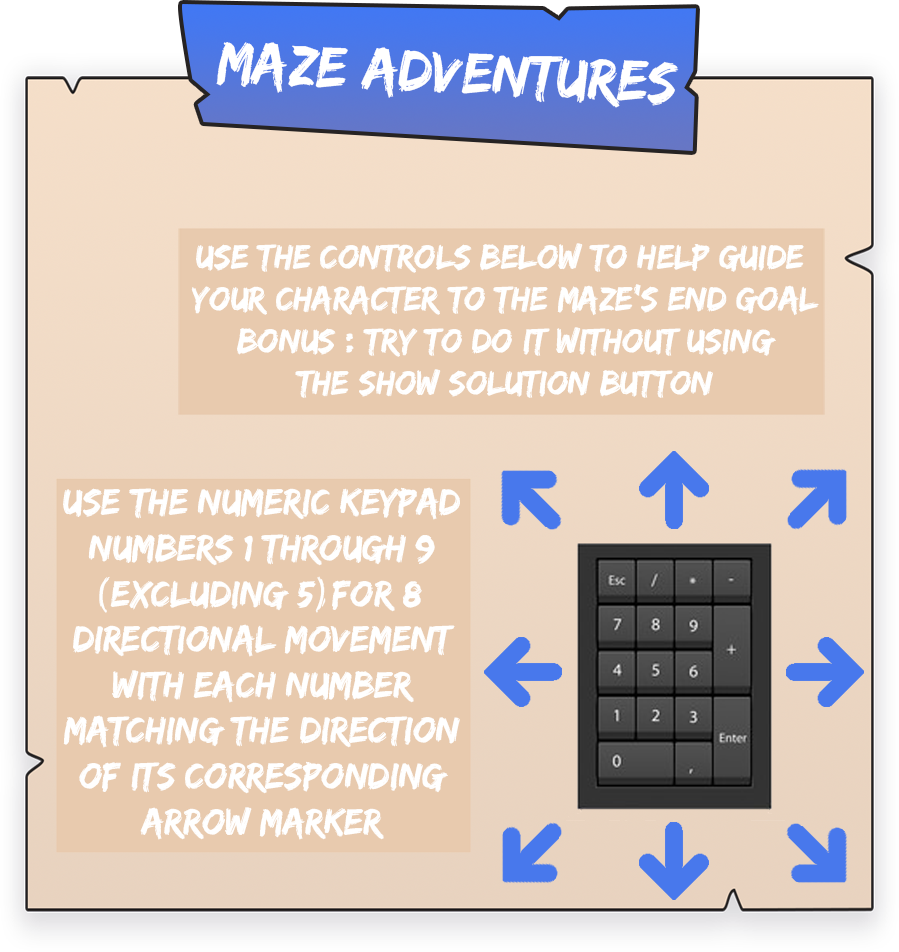 MAZE ADVENTURES
USE THE CONTROLS BELOW TO HELP GUIDE
YOUR CHARACTER TO THE MAZE'S END GOAL
BONUS : TRY TO DO IT WITHOUT USING
THE SHOW SOLUTION BUTTON
USE THE NUMERIC KEYPAD
NUMBERS 1 THROUGH 9
(EXCLUDING 5) FOR 8
DIRECTIONAL MOVEMENT
WITH EACH NUMBER
MATCHING THE DIRECTION
OF ITS CORRESPONDING
ARROW MARKER
Esc / * -
7 8 9
+
4 5 6
1 2 3
Enter
0 ,